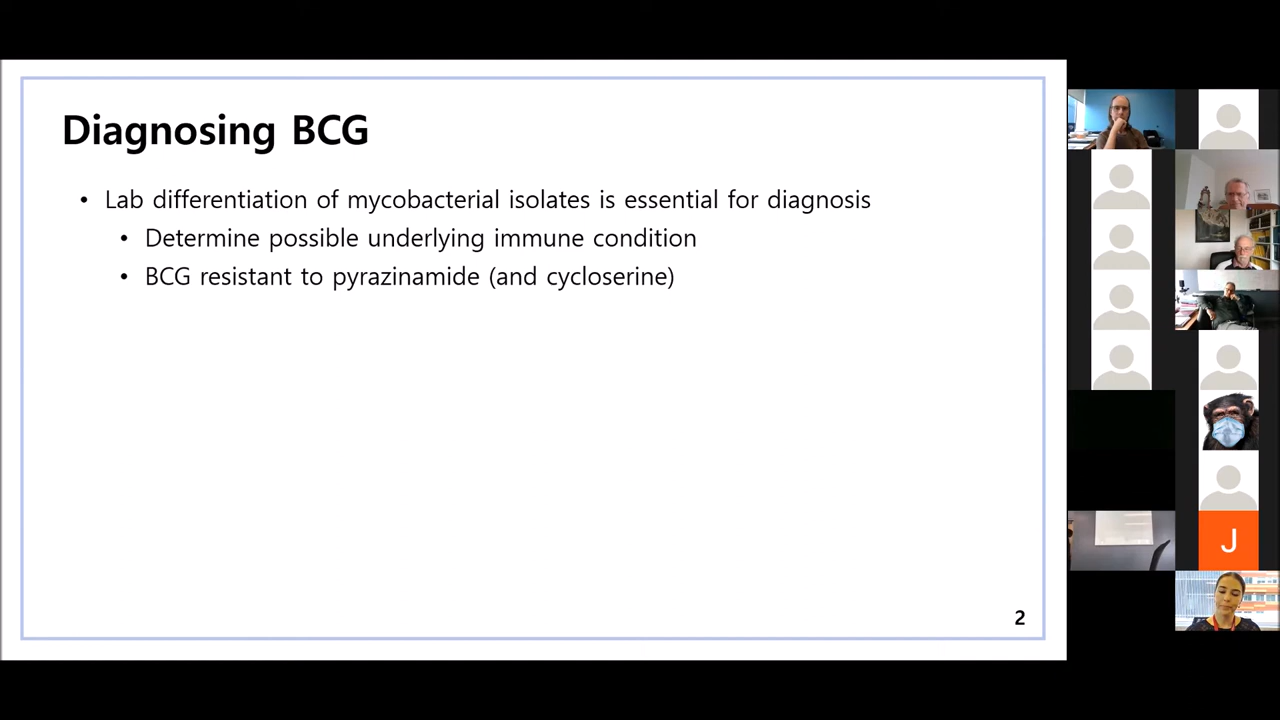 Diagnosing BCG
• Lab differentiation of mycobacterial isolates is essential for diagnosis
• Determine possible underlying immune condition
• BCG resistant to pyrazinamide (and cycloserine)
2
J